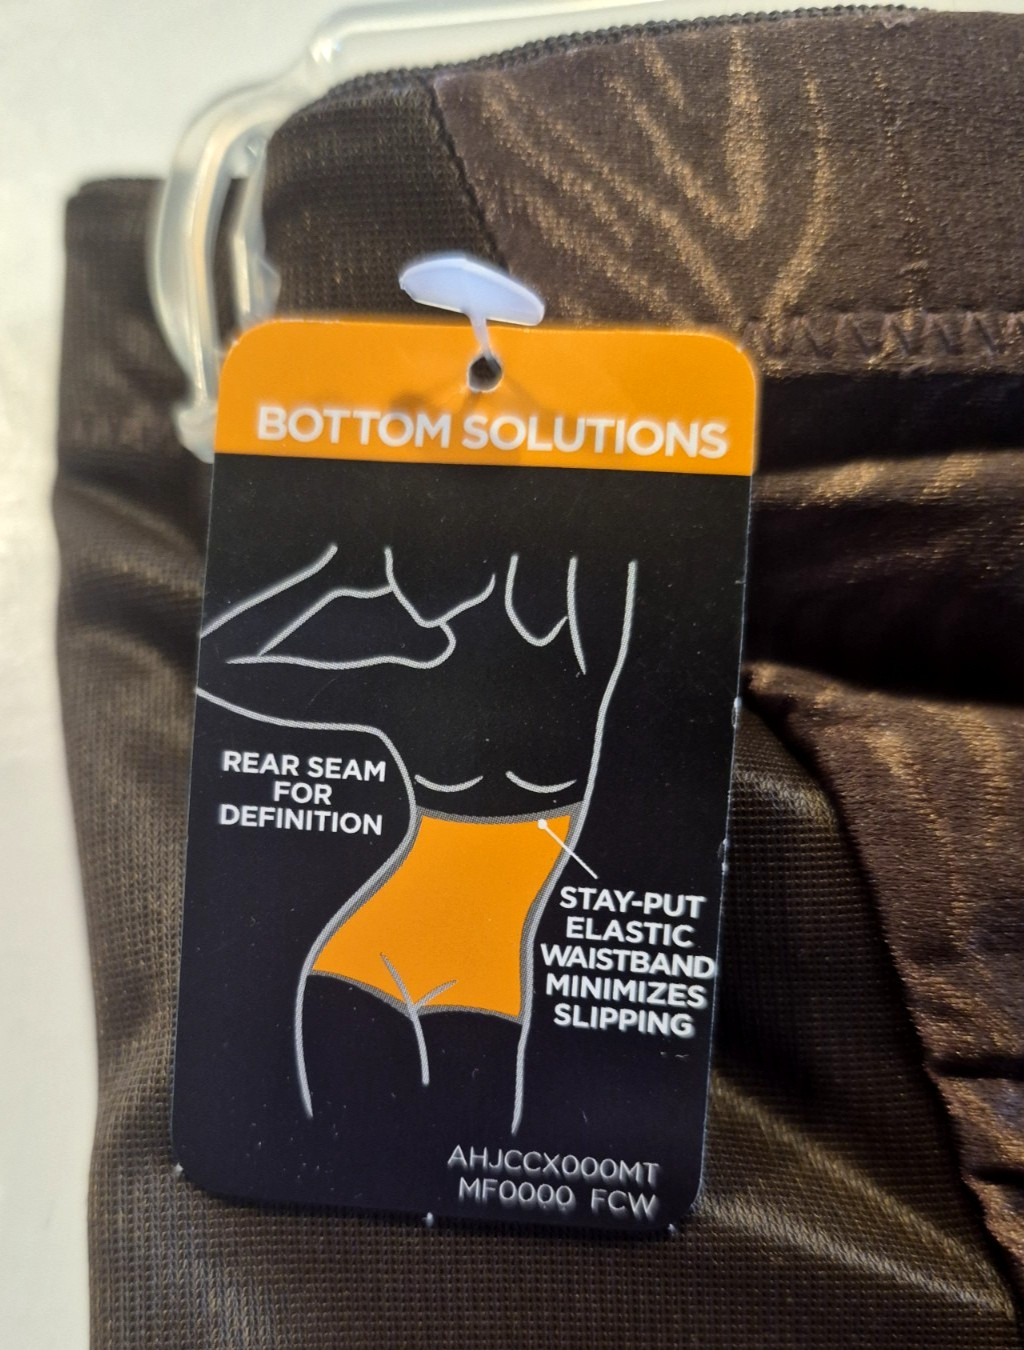 BOTTOM SOLUTIONS
REAR SEAM
FOR
DEFINITION
STAY-PUT
ELASTIC
WAISTBAND
MINIMIZES
SLIPPING
AHJCCX000MT
MF0000 FCW